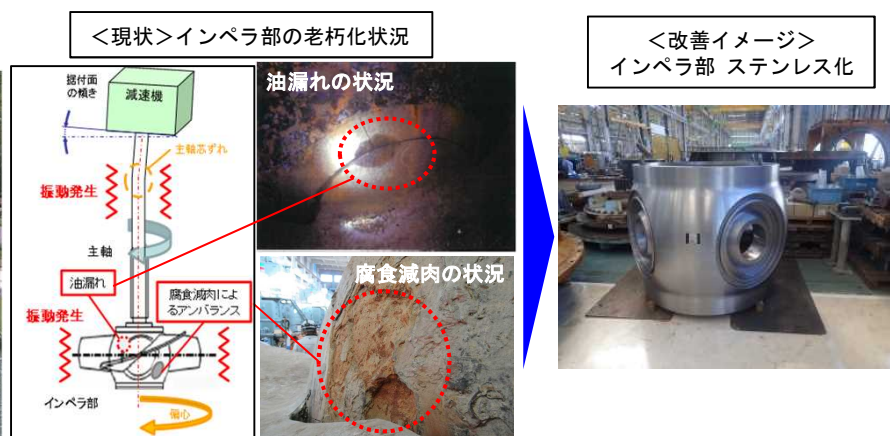 ＜現状＞インペラ部の老朽化状況
据付面
の傾き
減速機
主軸芯ずれ
振動発生
主軸
油漏れ
腐食減肉によ
るアンバランス
振動発生
インペラ部
偏心
油漏れの状況
腐食減肉の状況
＜改善イメージ＞
インペラ部 ステンレス化